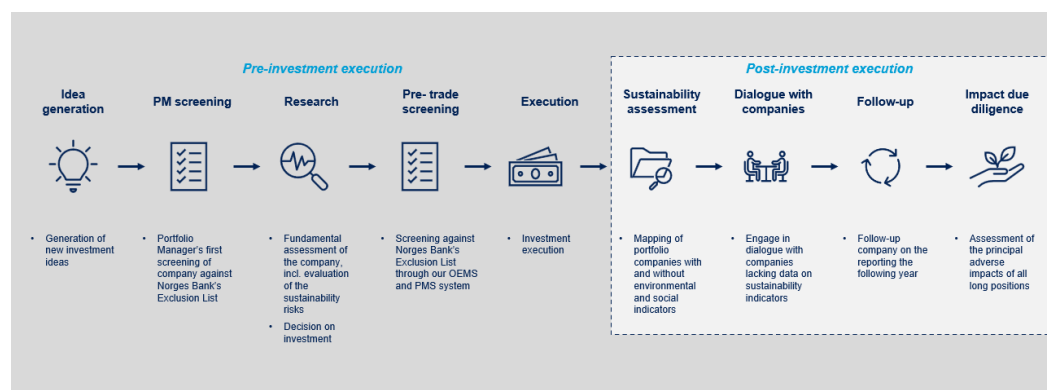 Pre-investment execution
Post-investment execution
Idea
generation
PM screening
Research
Pre- trade
screening
Execution
Sustainability
assessment
Dialogue with
companies
Follow-up
Impact due
diligence
• Generation of
new investment
ideas
• Portfolio
Manager's first
screening of
company against
Norges Bank's
Exclusion List
• Fundamental
assessment of
the company,
incl. evaluation
of the
sustainability
risks
• Decision on
investment
• Screening against
Norges Bank's
Exclusion List
through our OEMS
and PMS system
• Investment
execution
• Mapping of
portfolio
companies with
and without
environmental
and social
indicators
• Engage in
dialogue with
companies
lacking data on
sustainability
indicators
• Follow-up
company on the
reporting the
following year
• Assessment of
the principal
adverse
impacts of all
long positions